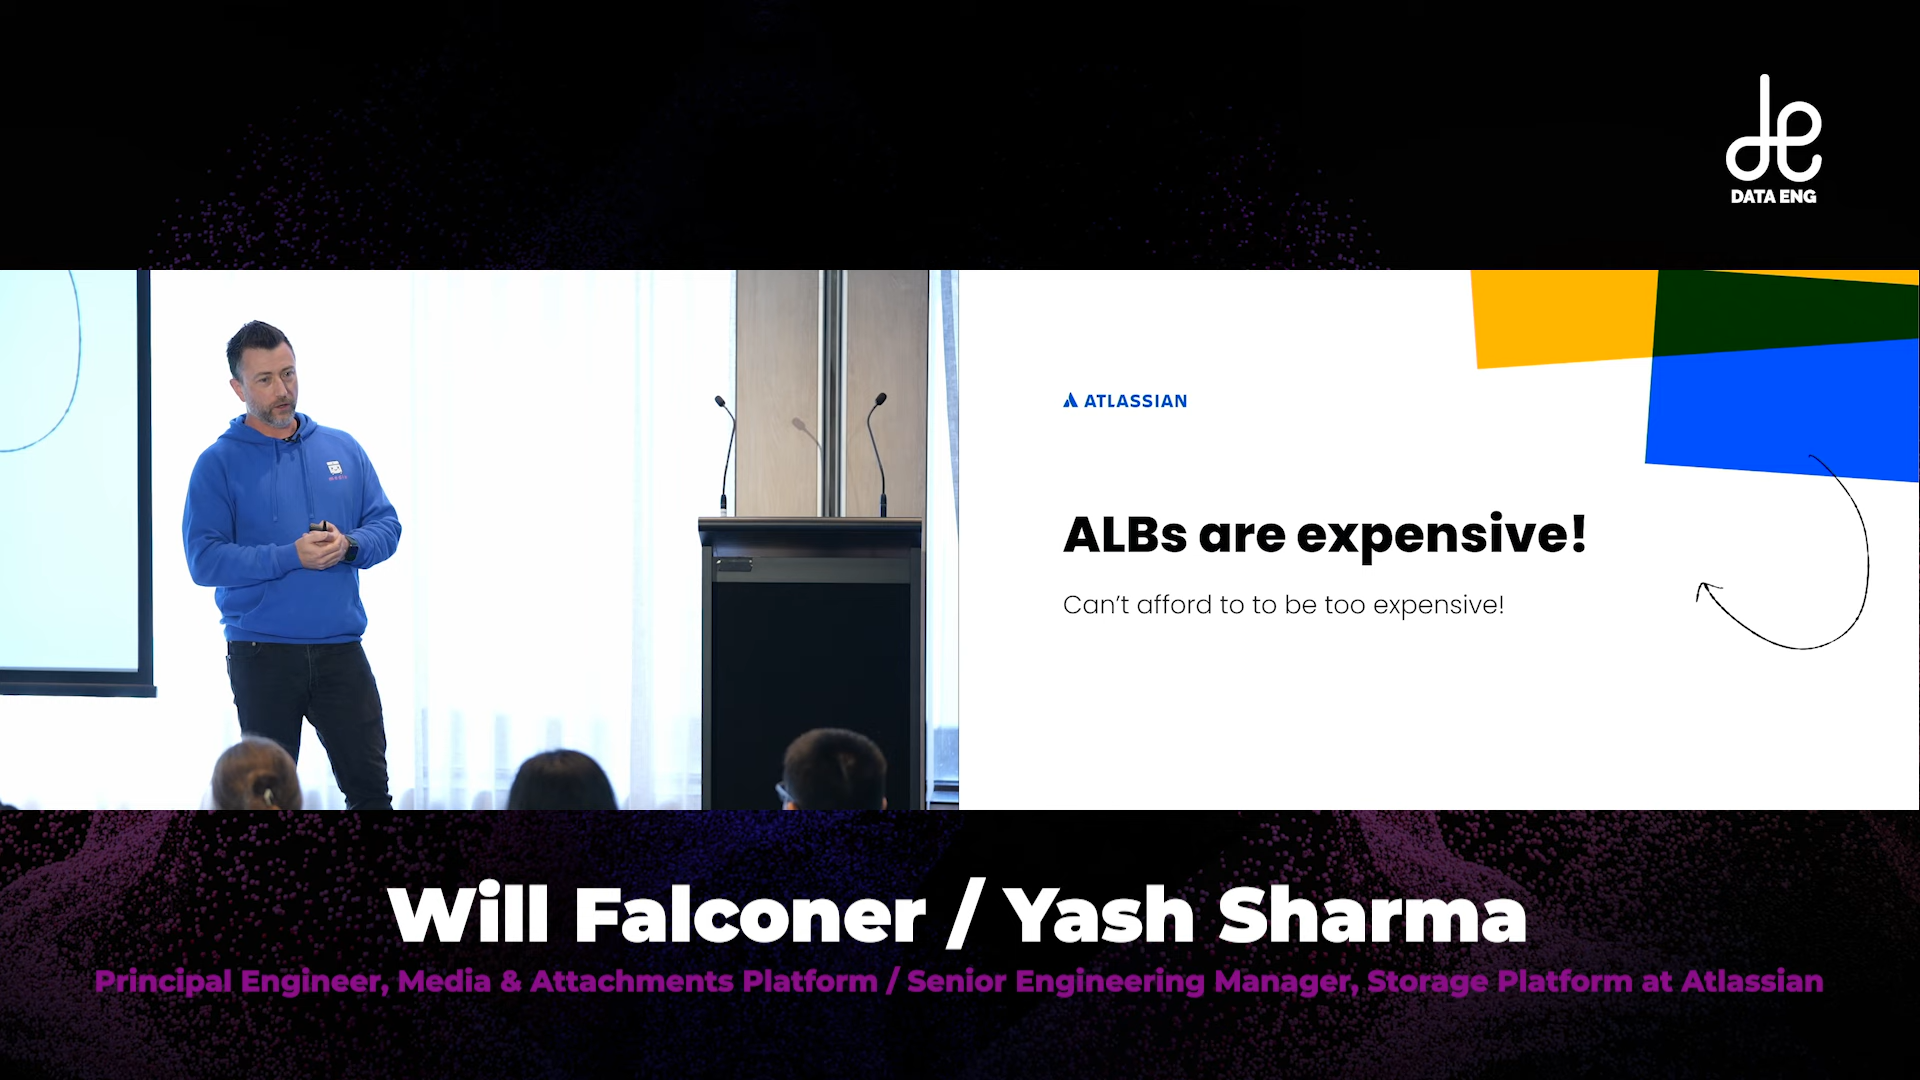 DATA ENG
ATLASSIAN
ALBs are expensive!
Can't afford to to be too expensive!
Will Falconer / Yash Sharma
Principal Engineer, Media & Attachments Platform / Senior Engineering Manager, Storage Platform at Atlassian